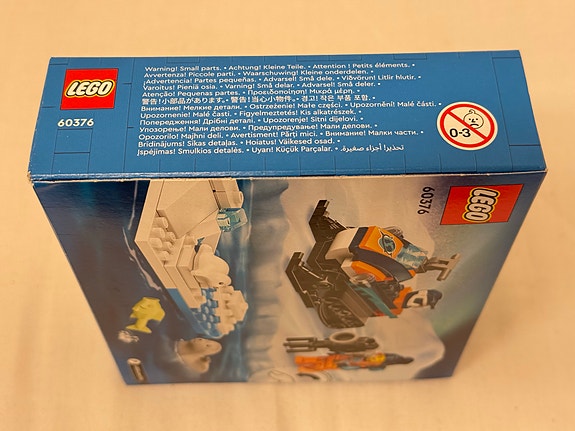 LEGO
60376
Warning! Small parts. • Achtung! Kleine Teile. • Attention ! Petits éléments. •
Avvertenza! Piccole parti. • Waarschuwing! Kleine onderdelen. •
¡Advertencia! Partes pequeñas. • Advarsel! Små dele. • Viðvörun! Litlir hlutir. •
Varoitus! Pieniä osia. • Varning! Små delar. • Advarsel! Små deler. •
Atenção! Pequenas partes. • Προειδοποίηση! Μικρά μέρη. •
警告!小部品があります。• 警告!当心小物件。• 경고! 작은 부품 포함. •
Внимание! Мелкие детали. • Ostrzeżenie! Małe części. • Upozornění! Malé části. •
Upozornenie! Malé časti. • Figyelmeztetés! Kis alkatrészek. •
Попередження! Дрібні деталі. • Upozorenje! Sitni dijelovi. •
Упозорење! Мали делови. • Предупредување! Мали делови. •
Opozorilo! Majhni deli. • Avertisment! Părți mici. • Внимание! Малки части. •
Brīdinājums! Sīkas detaļas. • Hoiatus! Väikesed osad. •
Įspėjimas! Smulkios detalės. • Uyarı! Küçük Parçalar. • تحذير! أجزاء صغيرة.
0-3
LEGO
60376